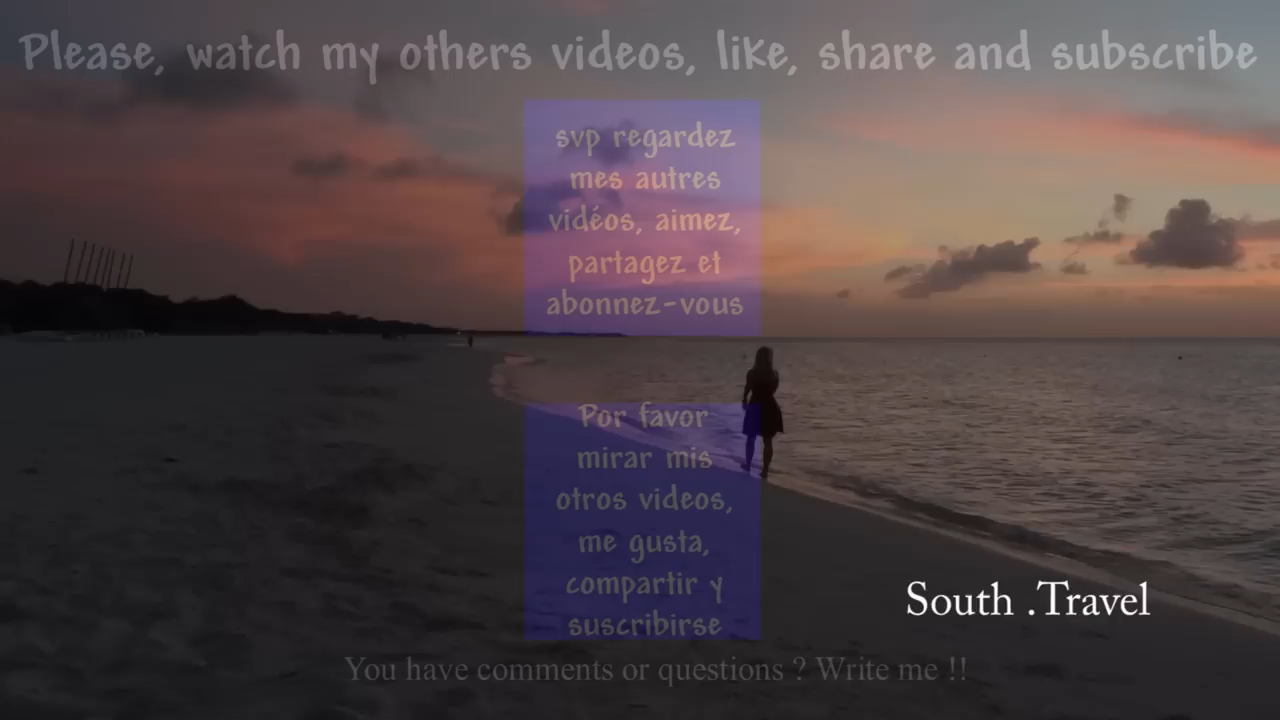 Please, watch my others videos, like, share and subscribe
svp regardez
mes autres
vidéos, aimez,
partagez et
abonnez-vous
Por favor
mirar mis
otros videos,
me gusta,
compartir y
suscribirse
South .Travel
You have comments or questions ? Write me !!